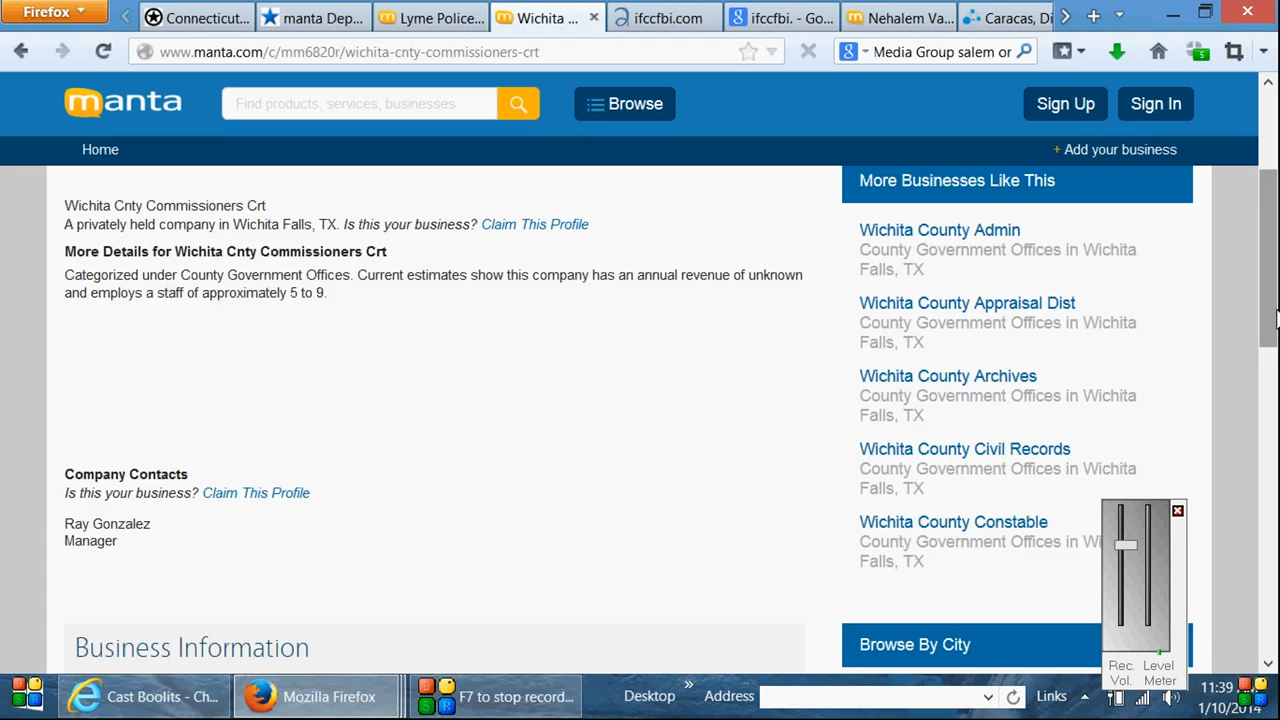 Firefox
Connecticut...
manta Dep...
Lyme Police...
Wichita ...
ifccfbi.com
ifccfbi. - Go...
Nehalem Va...
Caracas, Di
www.manta.com/c/mm6820r/wichita-cnty-commissioners-crt
Media Group salem or
manta
Find products, services, businesses
Browse
Sign Up
Sign In
Home
+ Add your business
Wichita Cnty Commissioners Crt
A privately held company in Wichita Falls, TX. Is this your business? Claim This Profile
More Details for Wichita Cnty Commissioners Crt
Categorized under County Government Offices. Current estimates show this company has an annual revenue of unknown
and employs a staff of approximately 5 to 9.
Company Contacts
Is this your business? Claim This Profile
Ray Gonzalez
Manager
Business Information
More Businesses Like This
Wichita County Admin
County Government Offices in Wichita
Falls, TX
Wichita County Appraisal Dist
County Government Offices in Wichita
Falls, TX
Wichita County Archives
County Government Offices in Wichita
Falls, TX
Wichita County Civil Records
County Government Offices in Wichita
Falls, TX
Wichita County Constable
County Government Offices in Wi
Falls, TX
Browse By City
Rec. Level
Vol. Meter
Cast Boolits - Ch...
Mozilla Firefox
F7 to stop record...
Desktop
Address
Links
11:39 A
1/10/2014